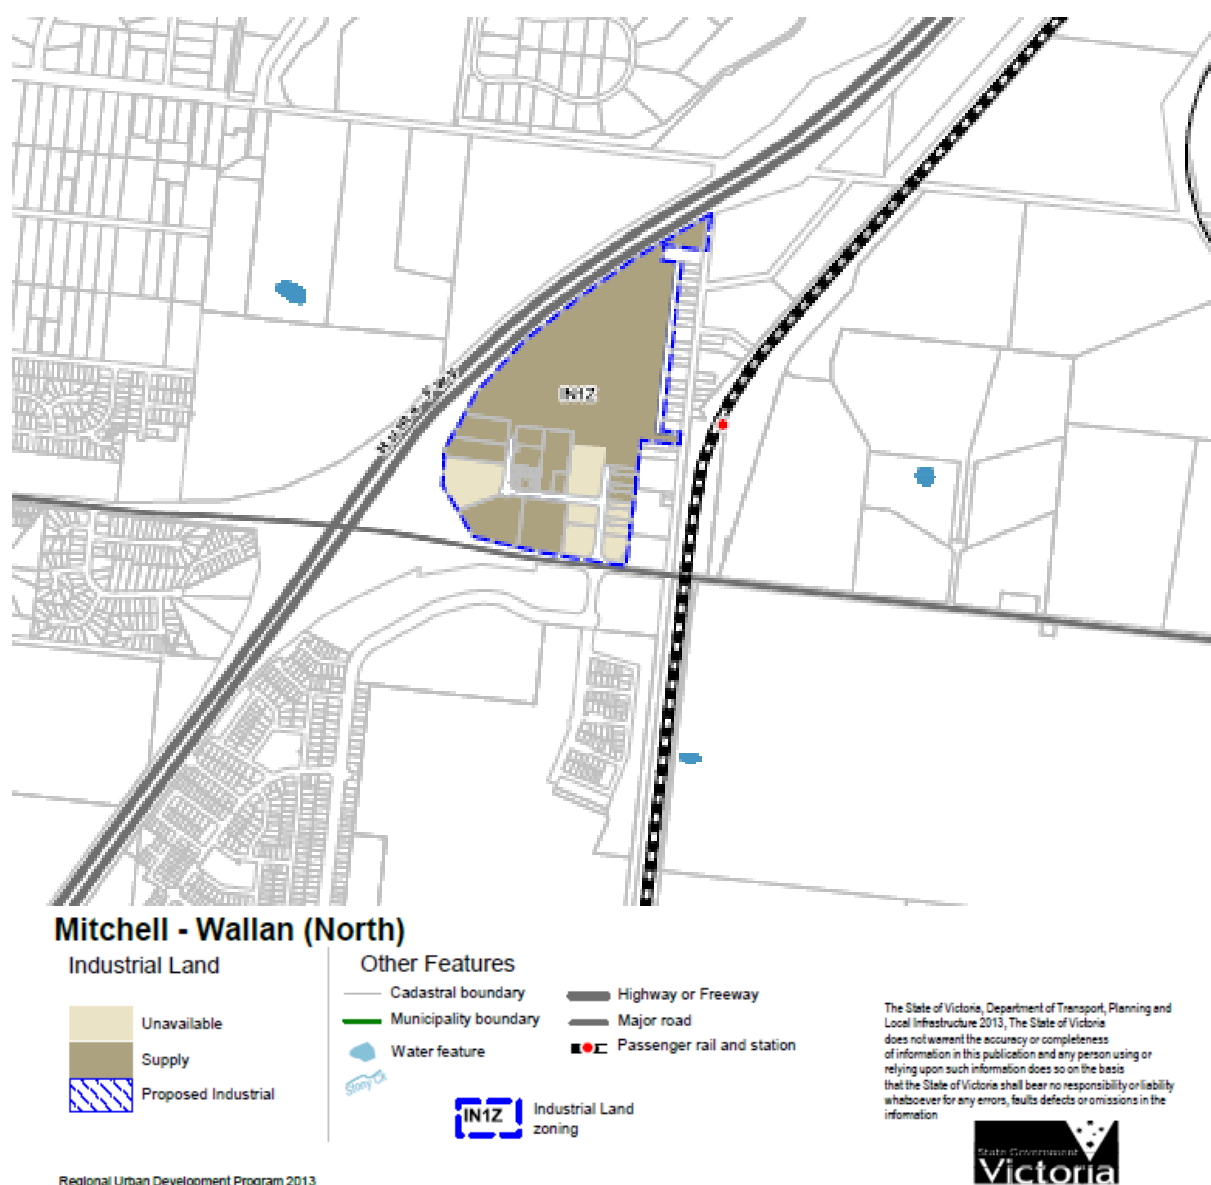 IN1Z
Hume Fwy
Mitchell - Wallan (North)
Industrial Land
Unavailable
Supply
Proposed Industrial
Other Features
Cadastral boundary
Municipality boundary
Water feature
Stony Ck
Highway or Freeway
Major road
Passenger rail and station
IN1Z
Industrial Land
zoning
The State of Victoria, Department of Transport, Planning and
Local Infrastructure 2013, The State of Victoria
does not warrant the accuracy or completeness
of information in this publication and any person using or
relying upon such information does so on the basis
that the State of Victoria shall bear no responsibility or liability
whatsoever for any errors, faults defects or omissions in the
information
State Government
Victoria
Regional Urban Development Program 2013